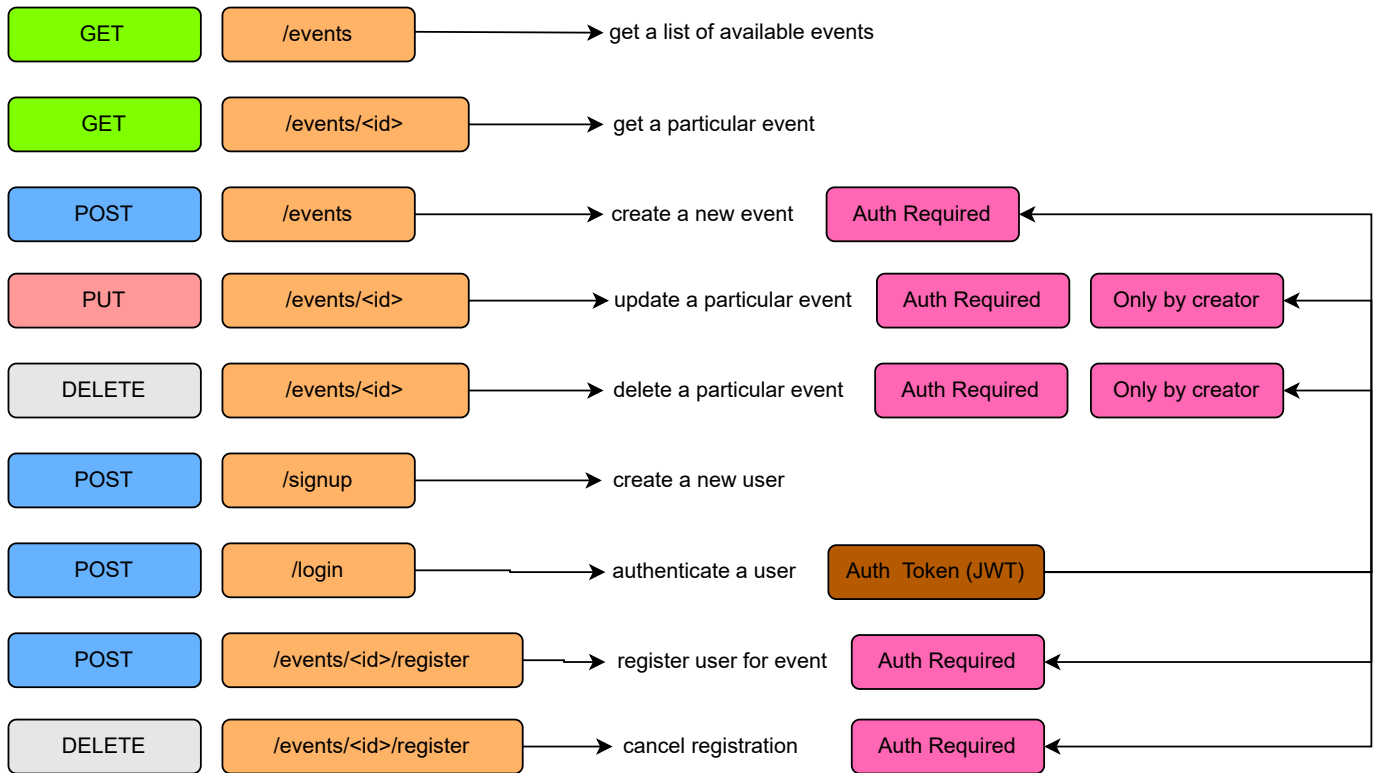 GET /events get a list of available events
GET /events/<id> get a particular event
POST /events create a new event Auth Required
PUT /events/<id> update a particular event Auth Required Only by creator
DELETE /events/<id> delete a particular event Auth Required Only by creator
POST /signup create a new user
POST /login authenticate a user Auth  Token (JWT)
POST /events/<id>/register register user for event Auth Required
DELETE /events/<id>/register cancel registration Auth Required